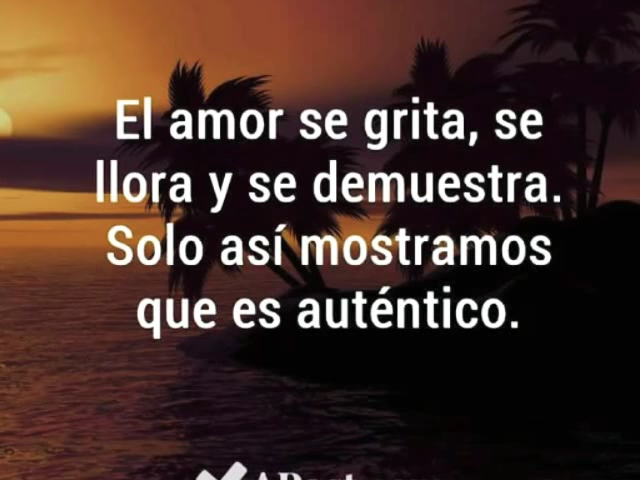 El amor se grita, se
llora y se demuestra.
Solo así mostramos
que es auténtico.